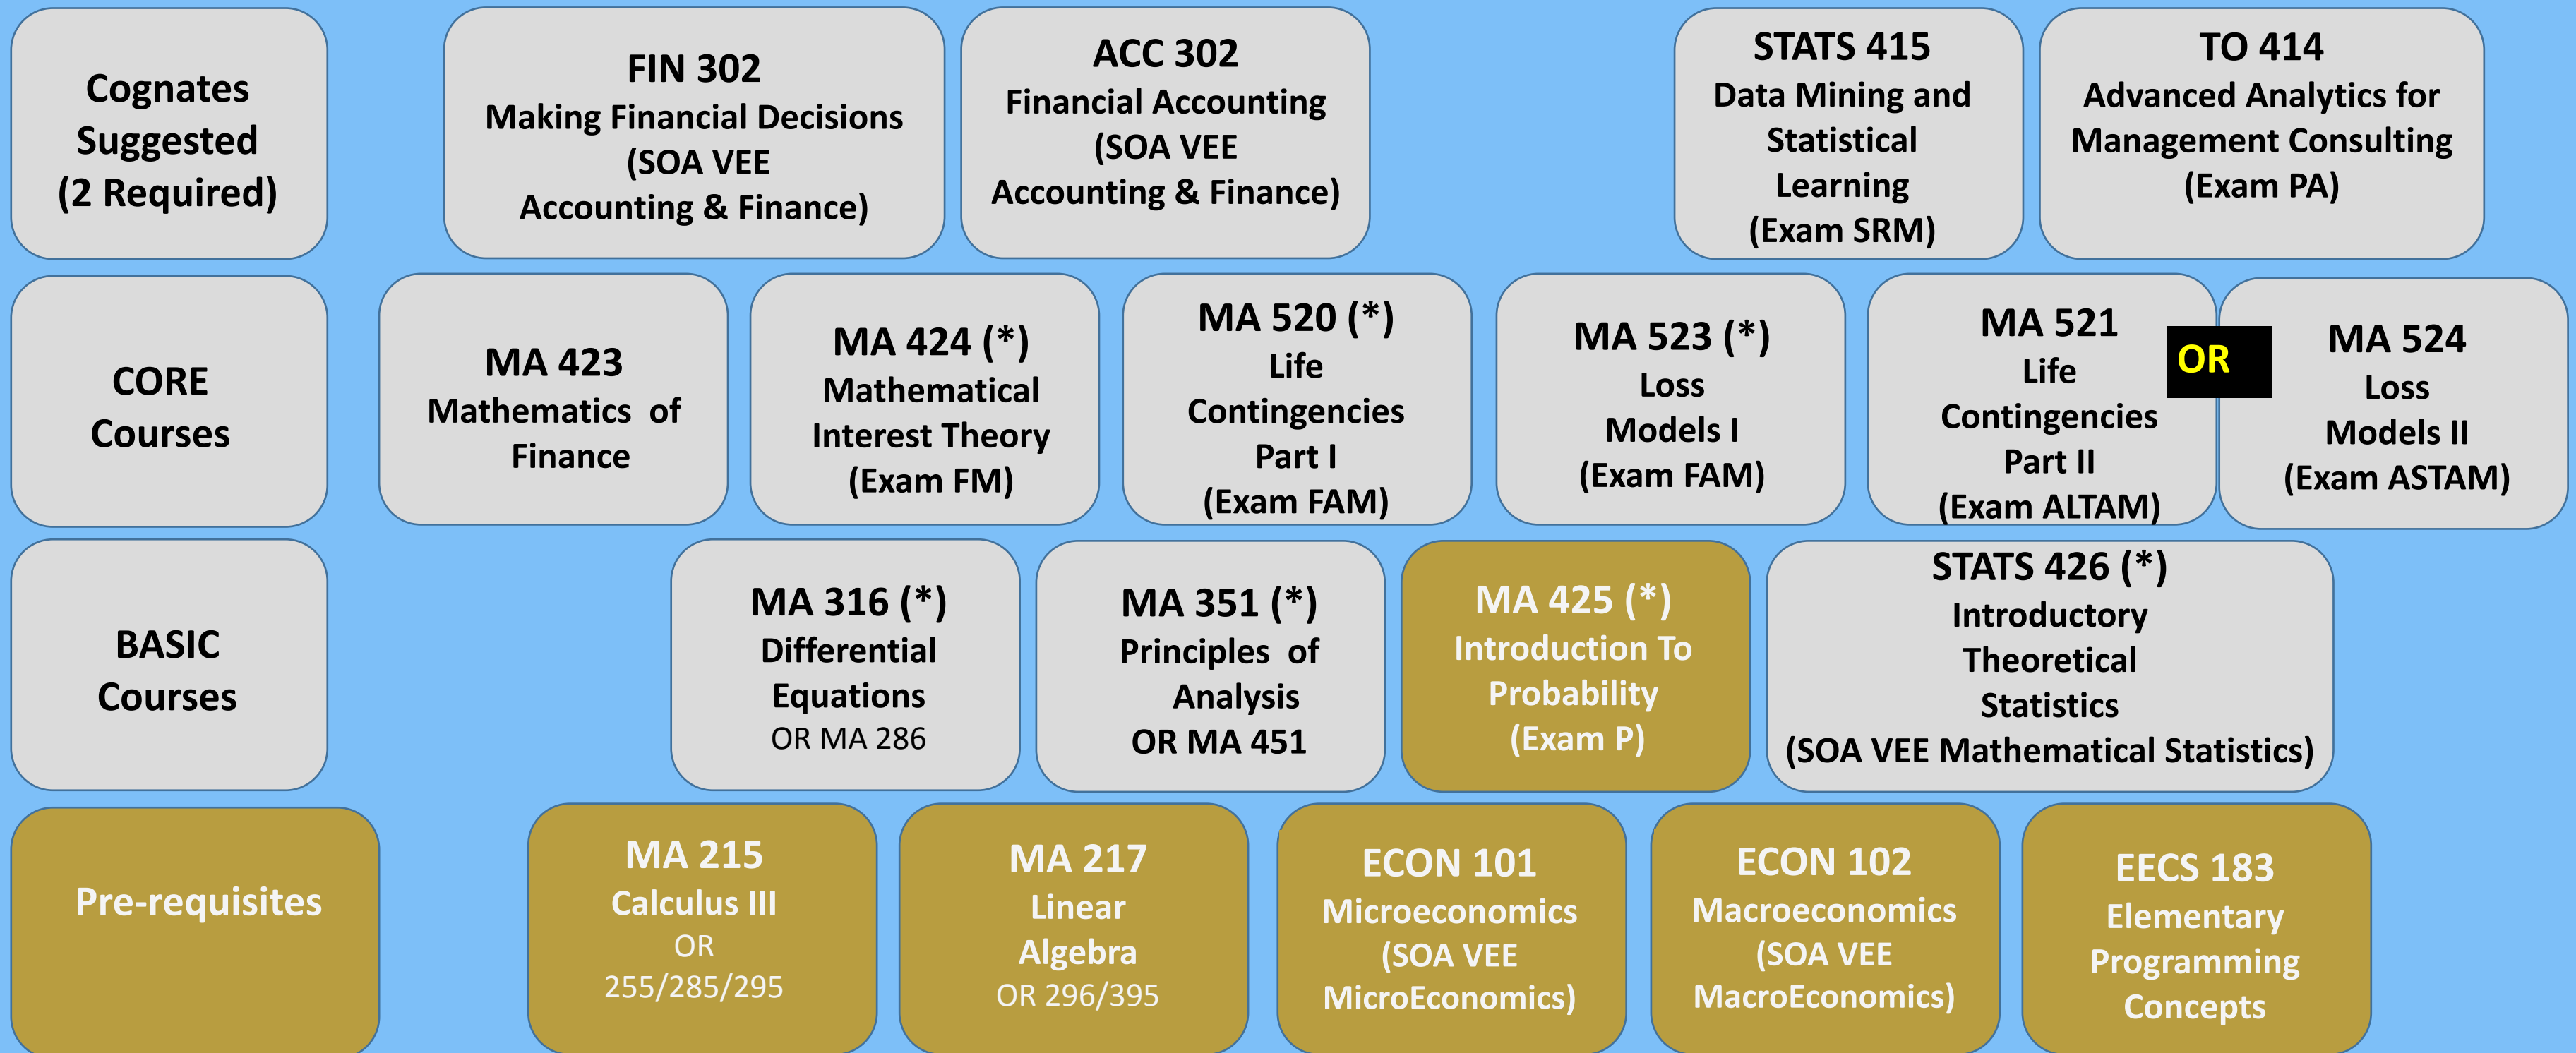 Cognates
Suggested
(2 Required)
FIN 302
Making Financial Decisions
(SOA VEE
Accounting & Finance)
ACC 302
Financial Accounting
(SOA VEE
Accounting & Finance)
STATS 415
Data Mining and
Statistical
Learning
(Exam SRM)
TO 414
Advanced Analytics for
Management Consulting
(Exam PA)
CORE
Courses
MA 423
Mathematics of
Finance
MA 424 (*)
Mathematical
Interest Theory
(Exam FM)
MA 520 (*)
Life
Contingencies
Part I
(Exam FAM)
MA 523 (*)
Loss
Models I
(Exam FAM)
MA 521
Life
Contingencies
Part II
(Exam ALTAM)
OR
MA 524
Loss
Models II
(Exam ASTAM)
BASIC
Courses
MA 316 (*)
Differential
Equations
OR MA 286
MA 351 (*)
Principles of
Analysis
OR MA 451
MA 425 (*)
Introduction To
Probability
(Exam P)
STATS 426 (*)
Introductory
Theoretical
Statistics
(SOA VEE Mathematical Statistics)
Pre-requisites
MA 215
Calculus III
OR
255/285/295
MA 217
Linear
Algebra
OR 296/395
ECON 101
Microeconomics
(SOA VEE
MicroEconomics)
ECON 102
Macroeconomics
(SOA VEE
MacroEconomics)
EECS 183
Elementary
Programming
Concepts